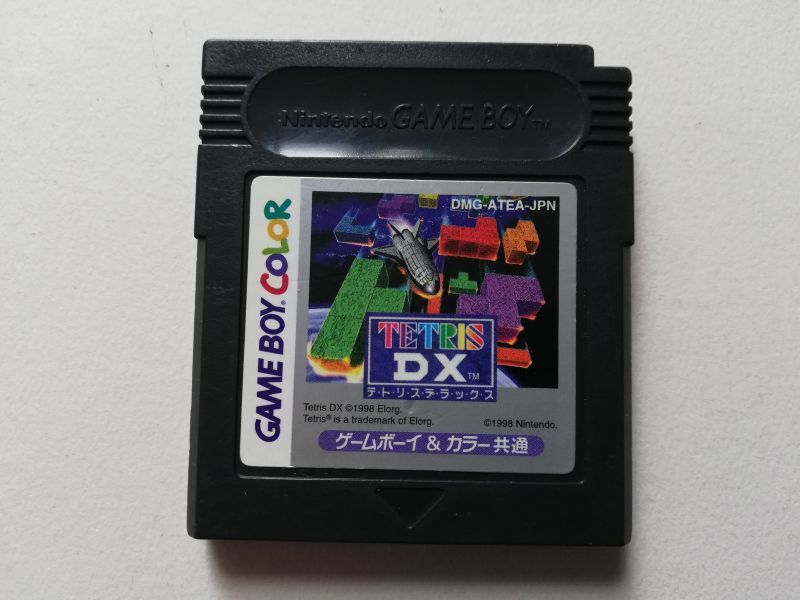 Nintendo GAME BOY TM
GAME BOY® COLOR
DMG-ATEA-JPN
TETRIS
DX™
テ・ト・リ・ス・デ・ラ・ッ・ク・ス
Tetris DX ©1998 Elorg.
Tetris® is a trademark of Elorg.
©1998 Nintendo.
ゲームボーイ & カラー共通